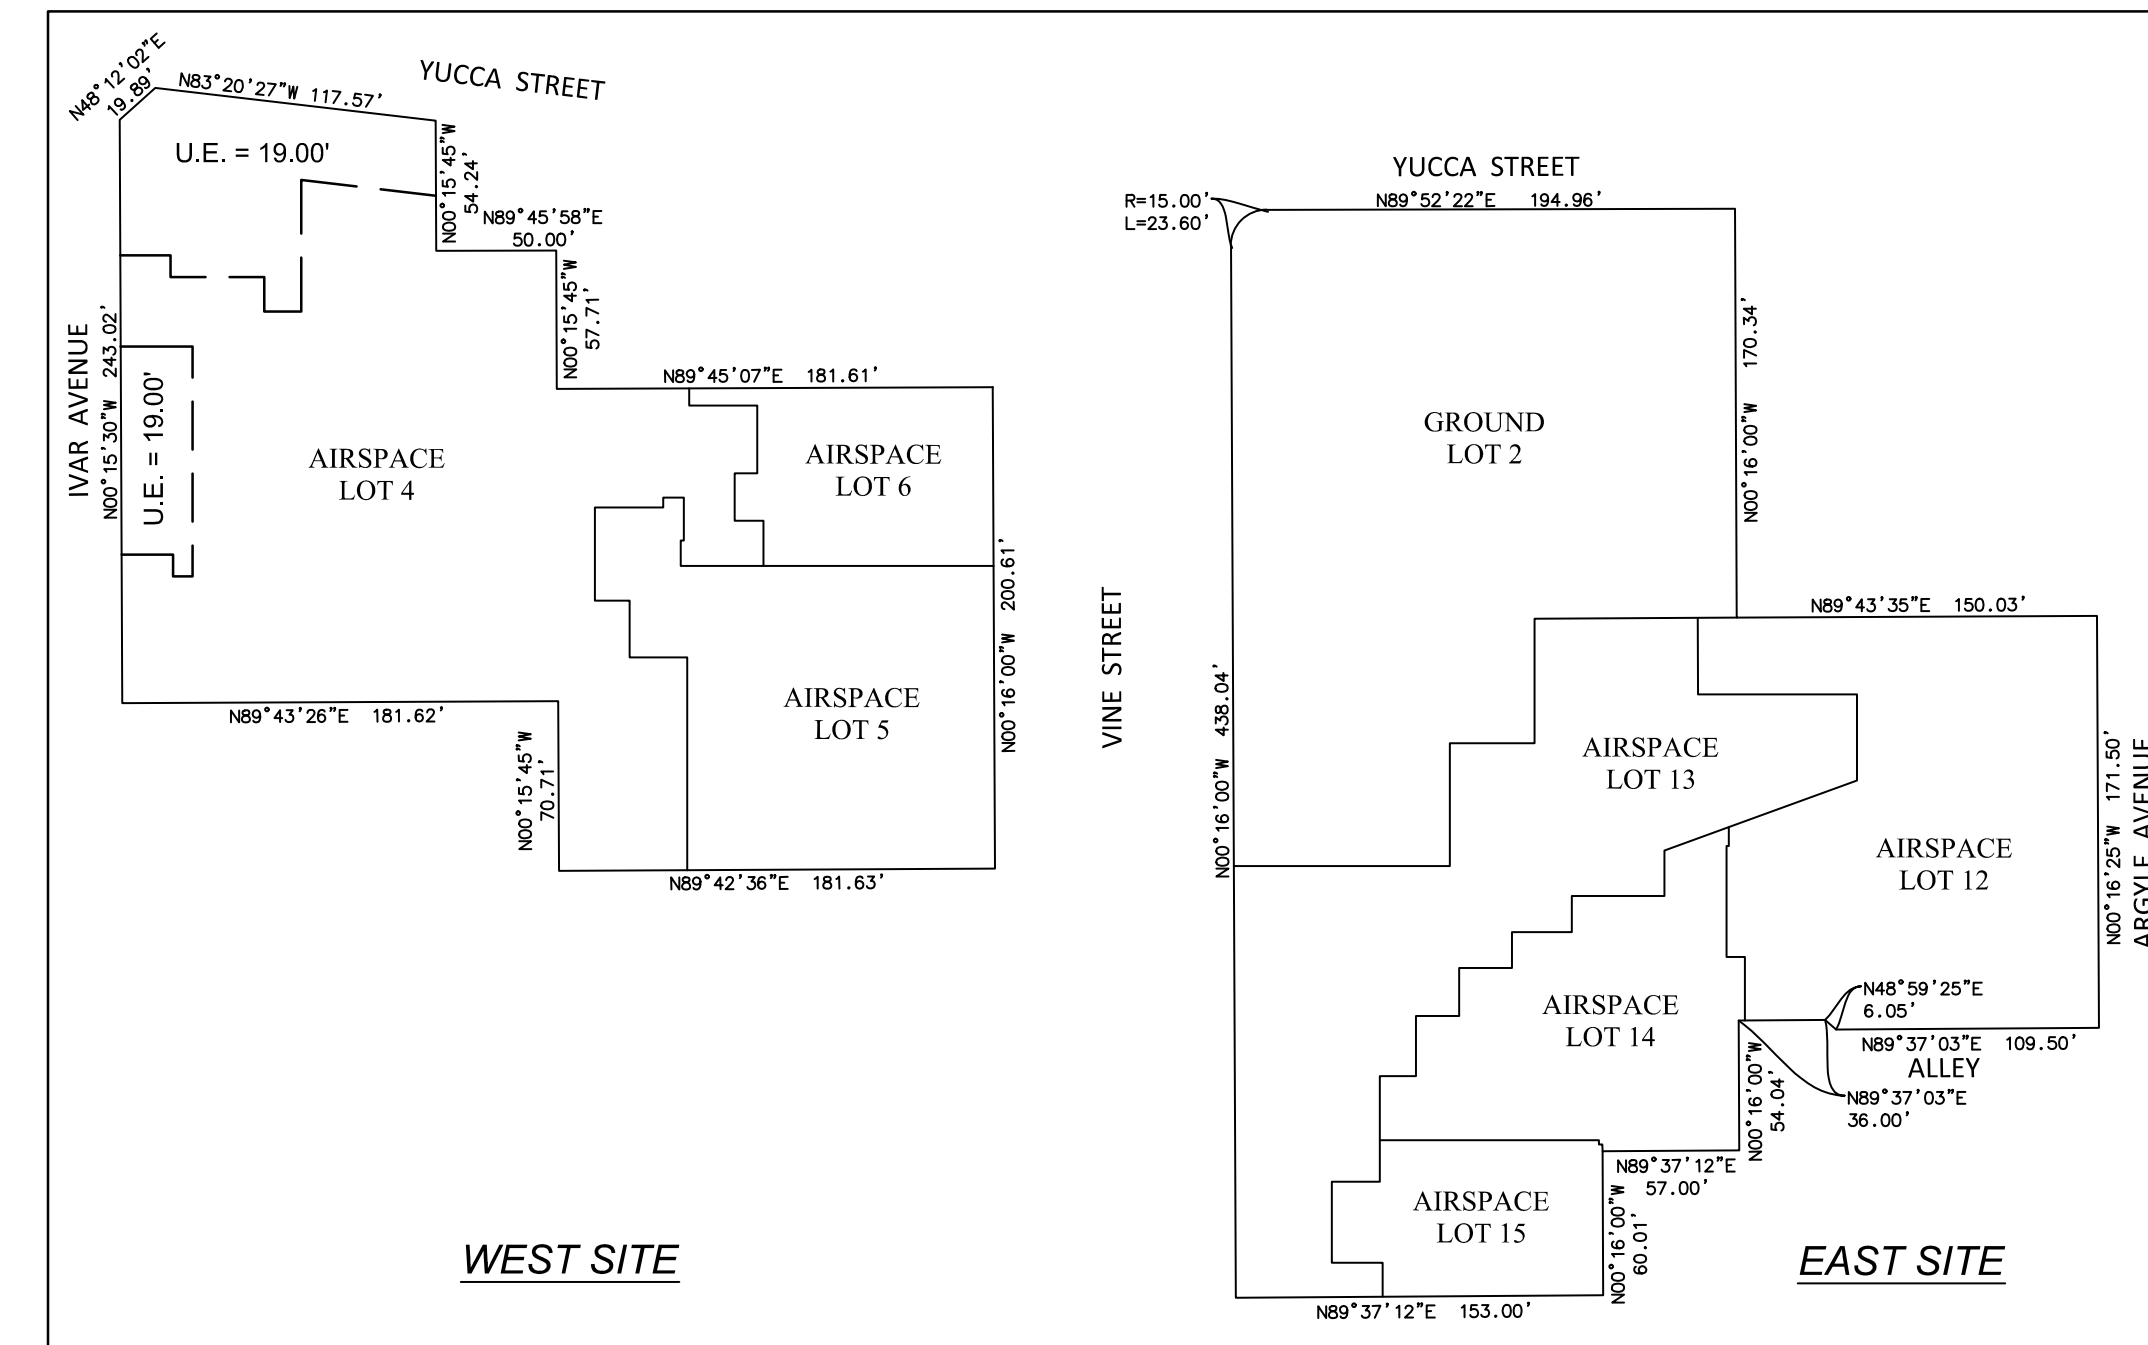 N48°12'02"E
19.89'
N83°20'27"W 117.57'
YUCCA STREET
U.E. = 19.00'
N00°15'45"W
54.24'
N89°45'58"E
50.00'
N00°15'45"W
57.71'
IVAR AVENUE
N00°15'30"W 243.02'
U.E. = 19.00'
AIRSPACE
LOT 4
N89°45'07"E 181.61'
AIRSPACE
LOT 6
N00°16'00"W 200.61'
AIRSPACE
LOT 5
N89°43'26"E 181.62'
N00°15'45"W
70.71'
N89°42'36"E 181.63'
WEST SITE
VINE STREET
YUCCA STREET
R=15.00'
L=23.60'
N89°52'22"E 194.96'
GROUND
LOT 2
N00°16'00"W 170.34'
N89°43'35"E 150.03'
N00°16'00"W 438.04'
AIRSPACE
LOT 13
AIRSPACE
LOT 12
N00°16'25"W 171.50'
ARGYLE AVENUE
AIRSPACE
LOT 14
N48°59'25"E
6.05'
N89°37'03"E 109.50'
ALLEY
N89°37'03"E
36.00'
N00°16'00"W
54.04'
N89°37'12"E
57.00'
AIRSPACE
LOT 15
N00°16'00"W
60.01'
N89°37'12"E 153.00'
EAST SITE